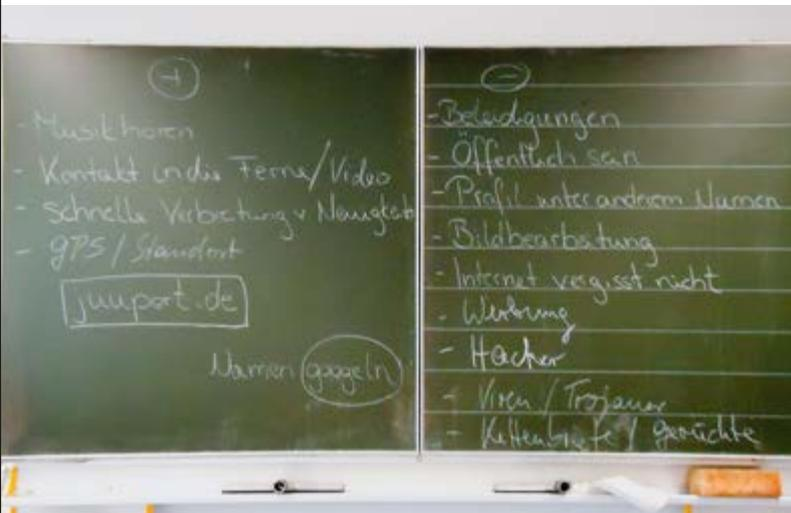 +
- Musik hören
- Kontakt in die Ferne/Video
- schnelle Verbreitung v Neuigkeit
- GPS / Standort
juuport.de
Namen googeln
-
- Beleidigungen
- Öffentlich sein
- Profil unter anderem Namen
- Bildbearbeitung
- Internet vergisst nicht
- Werbung
- Hacker
- Viren / Trojaner
- Kettenbriefe / Gerüchte